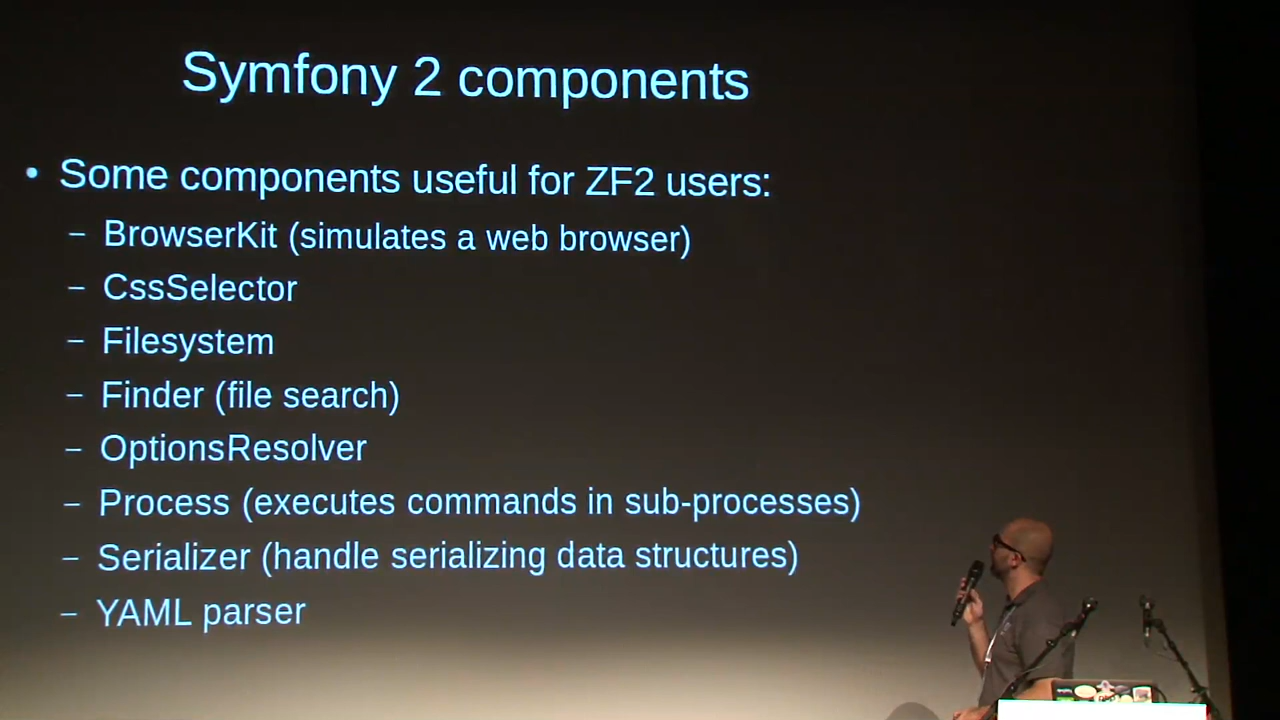 Symfony 2 components
• Some components useful for ZF2 users:
– BrowserKit (simulates a web browser)
– CssSelector
– Filesystem
– Finder (file search)
– OptionsResolver
– Process (executes commands in sub-processes)
– Serializer (handle serializing data structures)
– YAML parser